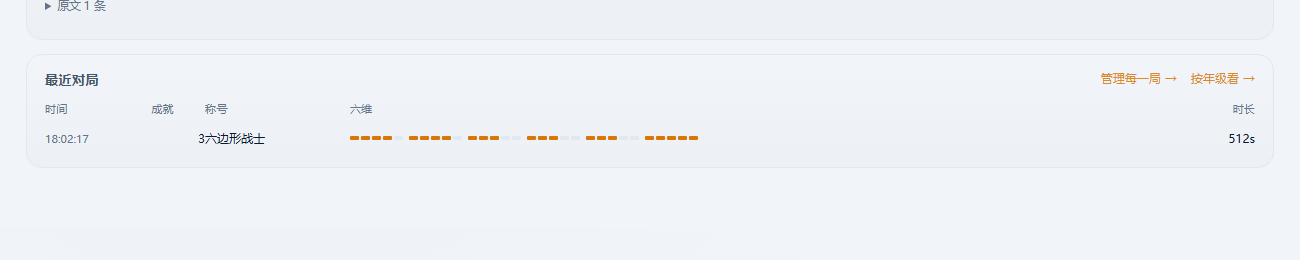 ▶ 原文 1 条
最近对局 管理每一局 → 按年级看 →
时间 成就 称号 六维 时长
18:02:17 3六边形战士 512s